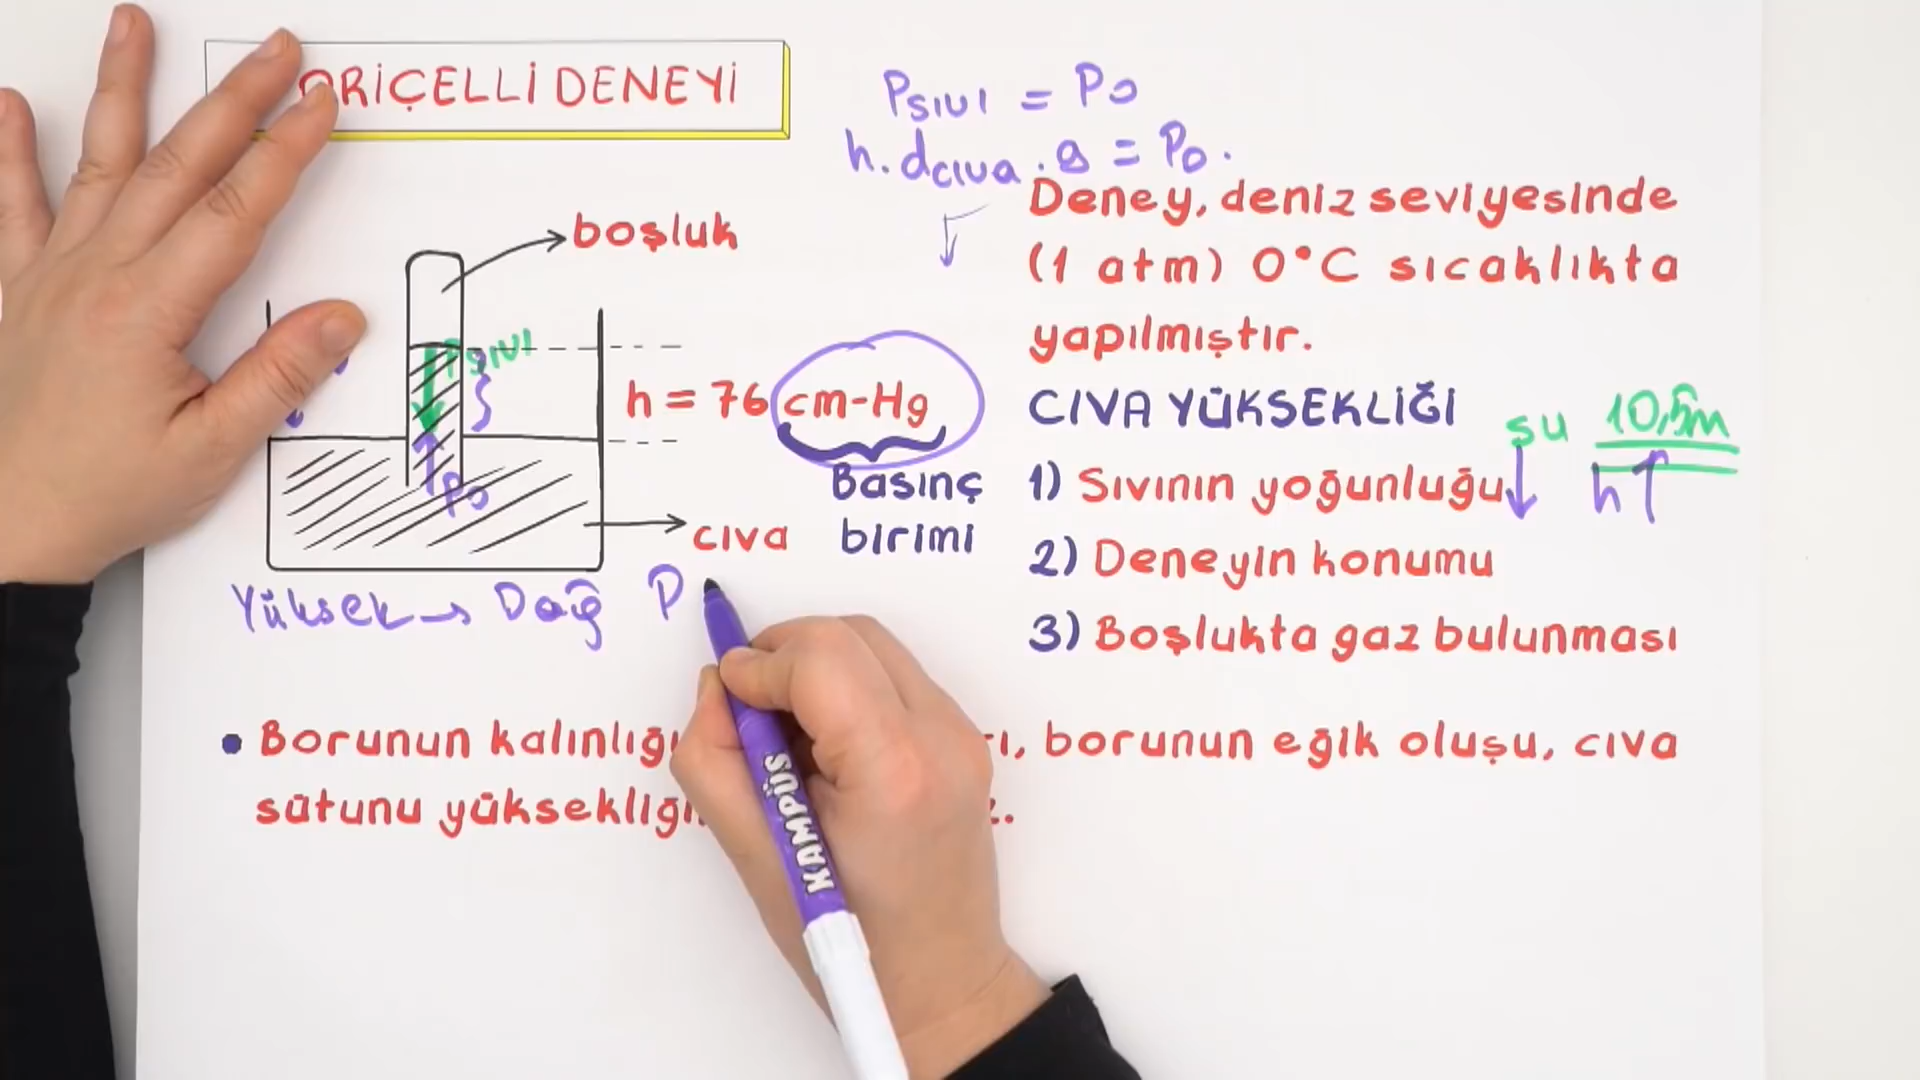 ORİÇELLİ DENEYİ
Psıvı = Po
h.dcıva.g = Po.
Deney, deniz seviyesinde
(1 atm) 0°C sıcaklıkta
yapılmıştır.
boşluk
Psıvı
h = 76 cm-Hg
Basınç
birimi
Po
cıva
CIVA YÜKSEKLİĞİ
su 10,5m
1) Sıvının yoğunluğu h
2) Deneyin konumu
3) Boşlukta gaz bulunması
Yüksek → Dağ P
• Borunun kalınlığı, borunun eğik oluşu, cıva
sütunu yüksekliği
KAMPÜS